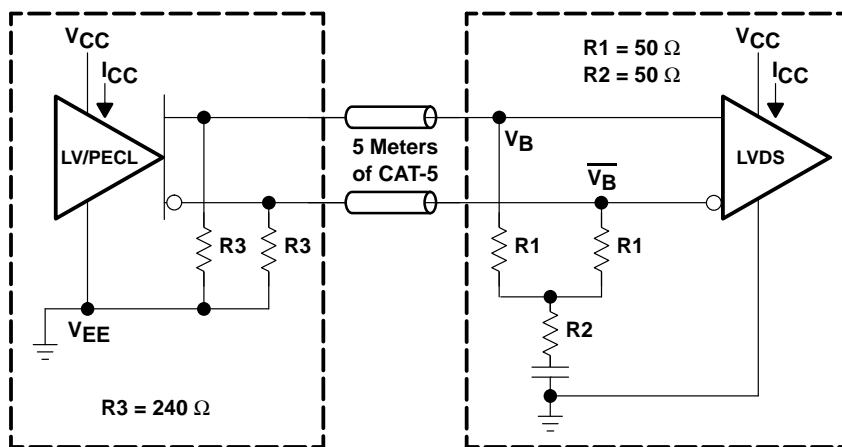 VCC
ICC
LV/PECL
R3
R3
VEE
R3 = 240 Ω
5 Meters
of CAT-5
R1 = 50 Ω
R2 = 50 Ω
VCC
ICC
VB
VB
LVDS
R1
R1
R2